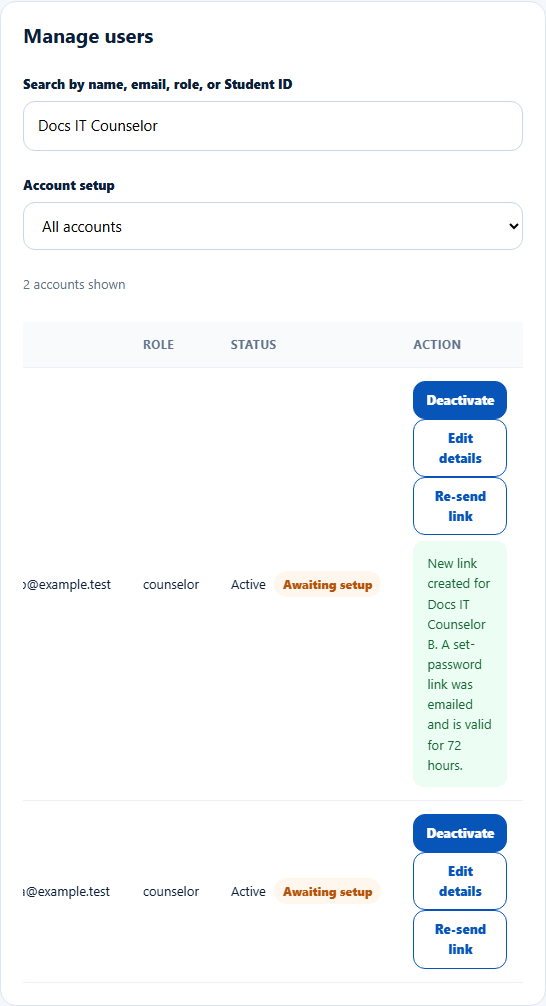 Manage users
Search by name, email, role, or Student ID
Docs IT Counselor
Account setup
All accounts
2 accounts shown
ROLE STATUS ACTION
Deactivate
Edit
details
Re-send
link
@example.test counselor Active Awaiting setup
New link
created for
Docs IT
Counselor
B. A set-
password
link was
emailed
and is valid
for 72
hours.
Deactivate
Edit
details
@example.test counselor Active Awaiting setup
Re-send
link